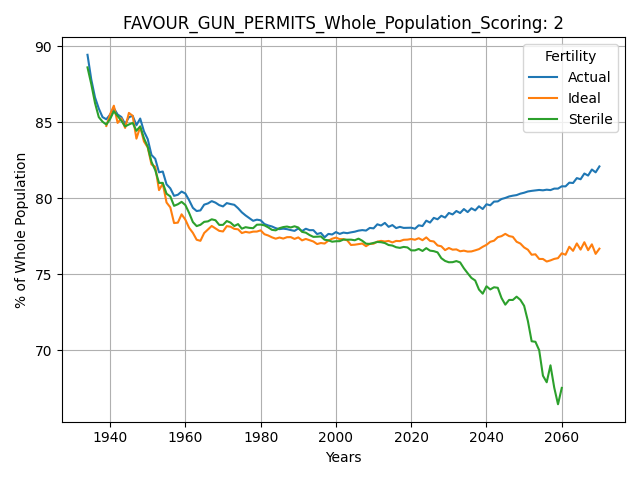 FAVOUR_GUN_PERMITS_Whole_Population_Scoring: 2
90
85
80
75
70
% of Whole Population
Fertility
Actual
Ideal
Sterile
1940 1960 1980 2000 2020 2040 2060
Years